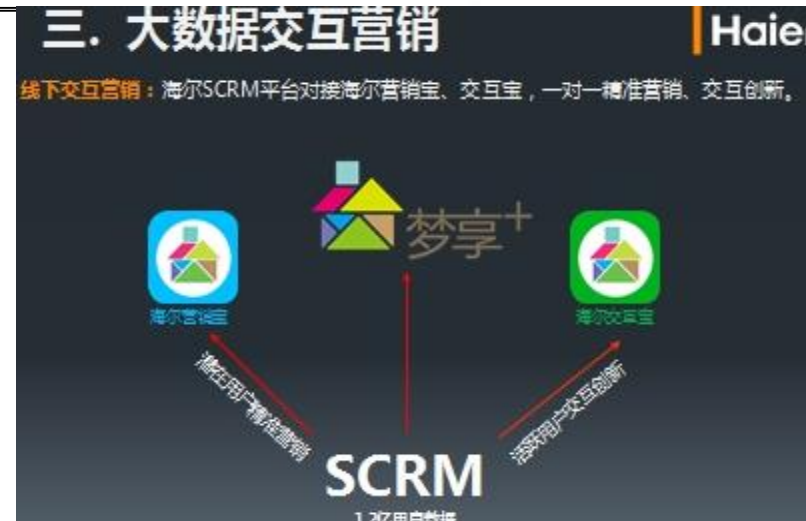 三. 大数据交互营销
Haier
线下交互营销：海尔SCRM平台对接海尔营销宝、交互宝，一对一精准营销、交互创新。
梦享+
海尔营销宝
海尔交互宝
潜在用户精准营销
活跃用户交互创新
SCRM